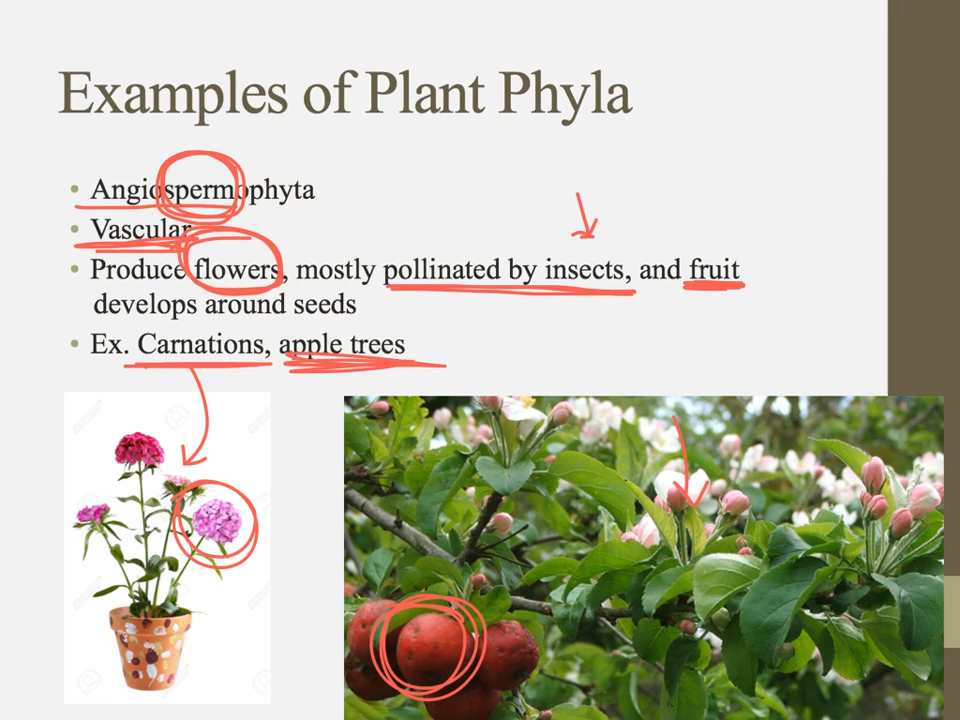 Examples of Plant Phyla
• Angiospermophyta
• Vascular
• Produce flowers, mostly pollinated by insects, and fruit
develops around seeds
• Ex. Carnations, apple trees